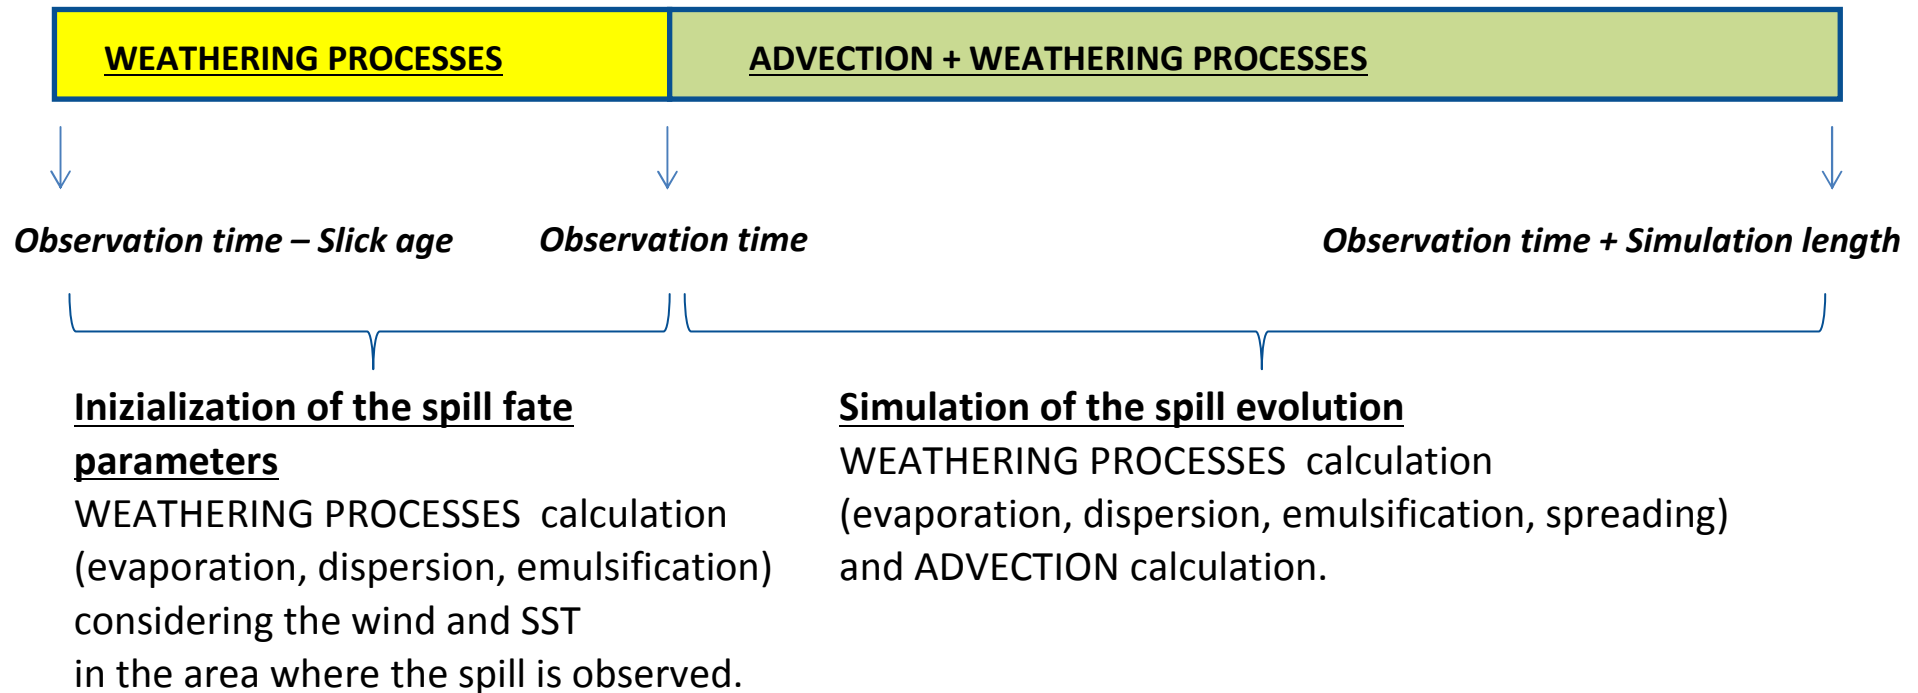 WEATHERING PROCESSES
ADVECTION + WEATHERING PROCESSES
Observation time – Slick age
Observation time
Observation time + Simulation length
Inizialization of the spill fate
parameters
WEATHERING PROCESSES calculation
(evaporation, dispersion, emulsification)
considering the wind and SST
in the area where the spill is observed.
Simulation of the spill evolution
WEATHERING PROCESSES calculation
(evaporation, dispersion, emulsification, spreading)
and ADVECTION calculation.